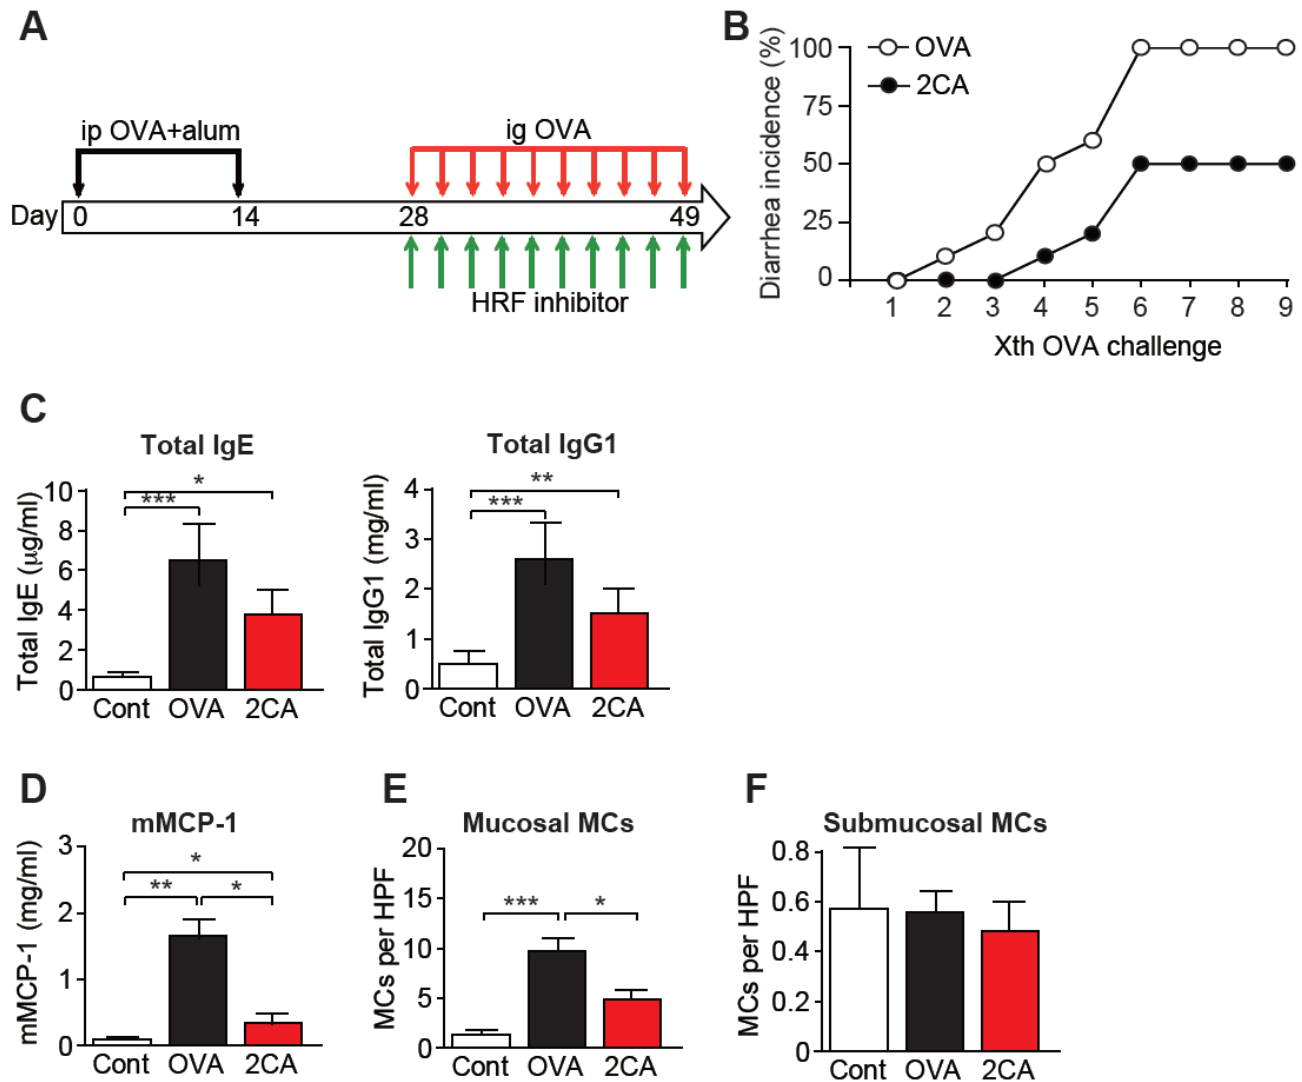 A
ip OVA+alum
ig OVA
Day 0 14 28 49
HRF inhibitor
B
Diarrhea incidence (%)
100
75
50
25
0
OVA
2CA
1 2 3 4 5 6 7 8 9
Xth OVA challenge
C
Total IgE
Total IgE (µg/ml)
10
8
6
4
2
0
*
***
Cont OVA 2CA
Total IgG1
Total IgG1 (mg/ml)
4
3
2
1
0
**
***
Cont OVA 2CA
D
mMCP-1
mMCP-1 (mg/ml)
3
2
1
0
*
** *
Cont OVA 2CA
E
Mucosal MCs
MCs per HPF
20
15
10
5
0
*** *
Cont OVA 2CA
F
Submucosal MCs
MCs per HPF
0.8
0.6
0.4
0.2
0
Cont OVA 2CA